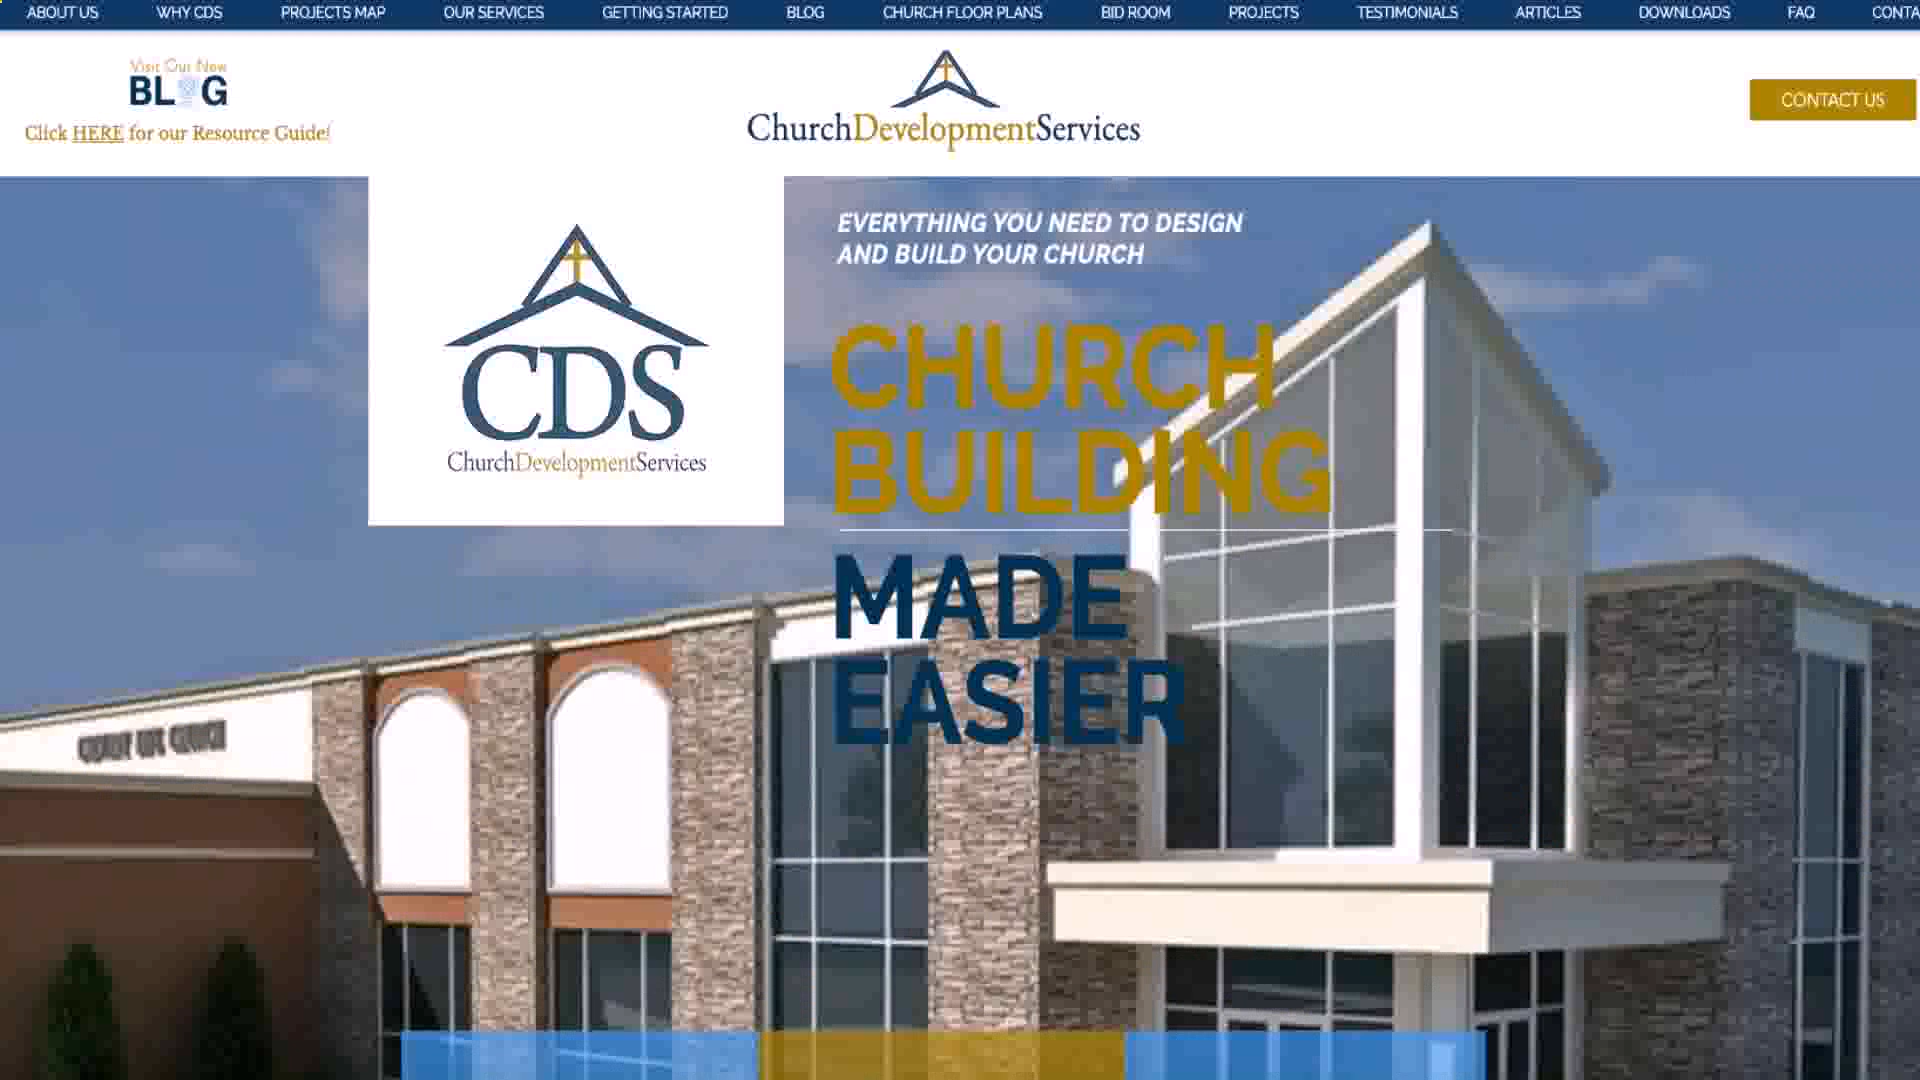 ABOUT US WHY CDS PROJECTS MAP OUR SERVICES GETTING STARTED BLOG CHURCH FLOOR PLANS BID ROOM PROJECTS TESTIMONIALS ARTICLES DOWNLOADS FAQ CONTA
Visit Our New
BLOG
Click HERE for our Resource Guide!
ChurchDevelopmentServices
CONTACT US
CDS
ChurchDevelopmentServices
EVERYTHING YOU NEED TO DESIGN
AND BUILD YOUR CHURCH
CHURCH
BUILDING
MADE
EASIER